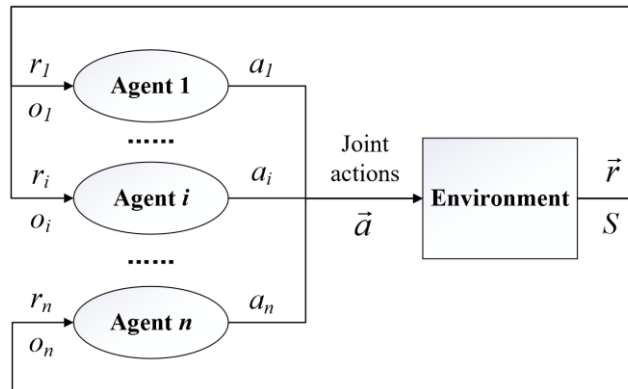 r₁
Agent 1
a₁
o₁
......
rᵢ
Agent i
aᵢ
oᵢ
......
rₙ
Agent n
aₙ
oₙ
Joint
actions
a⃗
Environment
r⃗
S